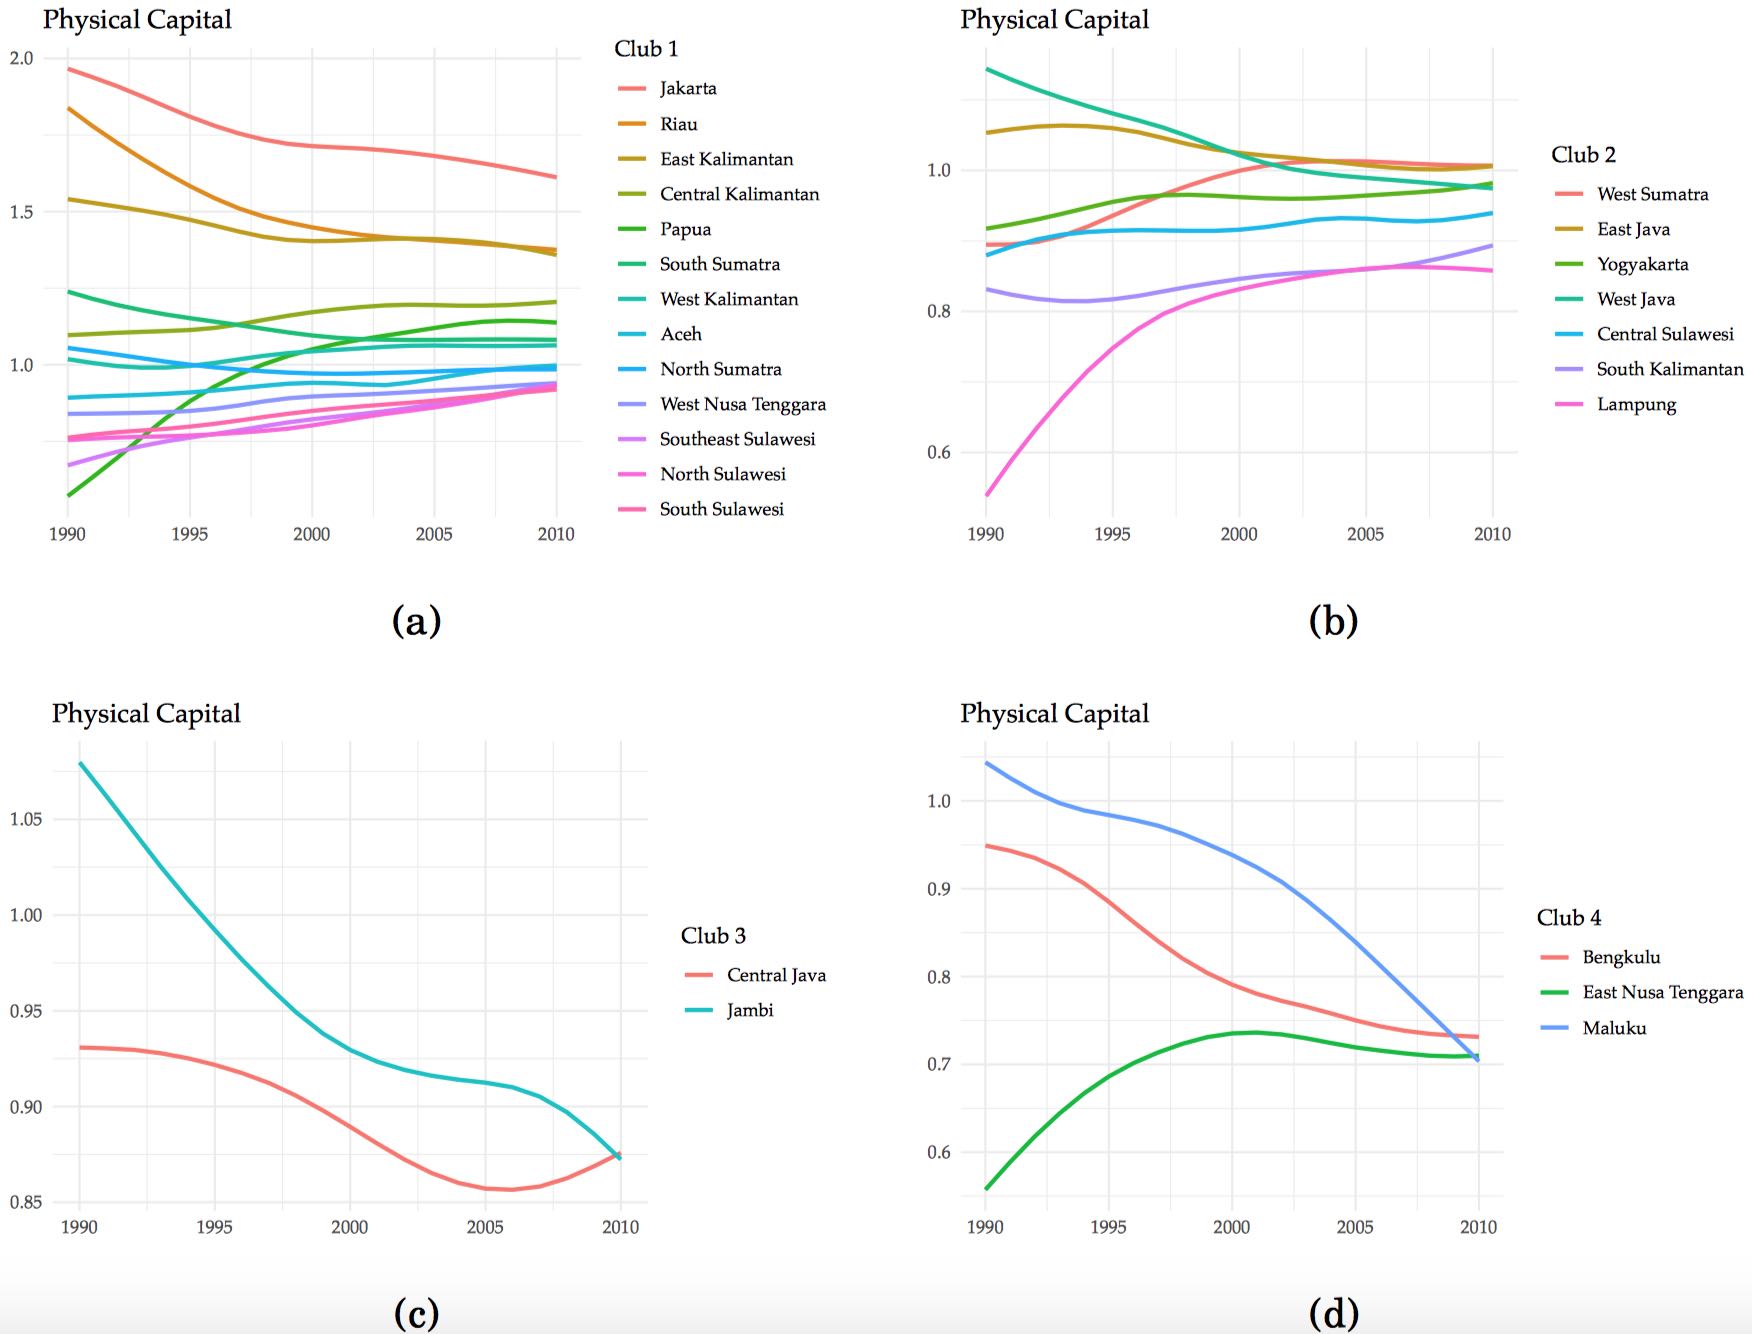 Physical Capital
2.0
1.5
1.0
1990 1995 2000 2005 2010
Club 1
Jakarta
Riau
East Kalimantan
Central Kalimantan
Papua
South Sumatra
West Kalimantan
Aceh
North Sumatra
West Nusa Tenggara
Southeast Sulawesi
North Sulawesi
South Sulawesi
(a)
Physical Capital
1.0
0.8
0.6
1990 1995 2000 2005 2010
Club 2
West Sumatra
East Java
Yogyakarta
West Java
Central Sulawesi
South Kalimantan
Lampung
(b)
Physical Capital
1.05
1.00
0.95
0.90
0.85
1990 1995 2000 2005 2010
Club 3
Central Java
Jambi
(c)
Physical Capital
1.0
0.9
0.8
0.7
0.6
1990 1995 2000 2005 2010
Club 4
Bengkulu
East Nusa Tenggara
Maluku
(d)